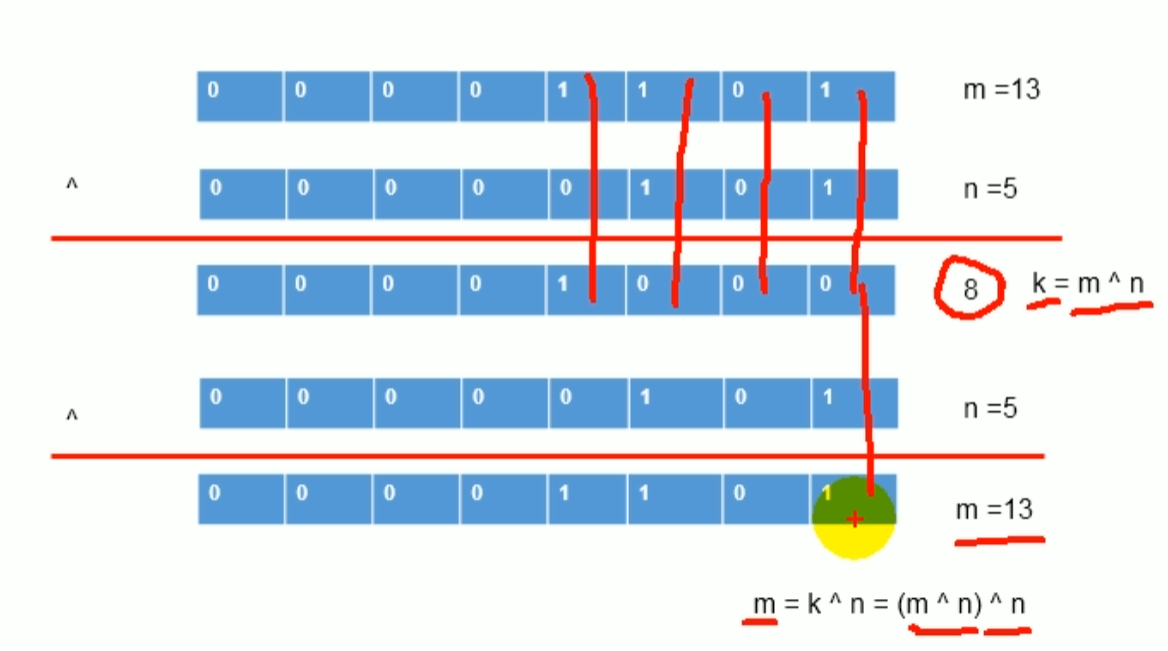 0 0 0 0 1 1 0 1 m =13
^ 0 0 0 0 0 1 0 1 n =5
0 0 0 0 1 0 0 0 8 k = m ^ n
^ 0 0 0 0 0 1 0 1 n =5
0 0 0 0 1 1 0 1 m =13
m = k ^ n = (m ^ n) ^ n